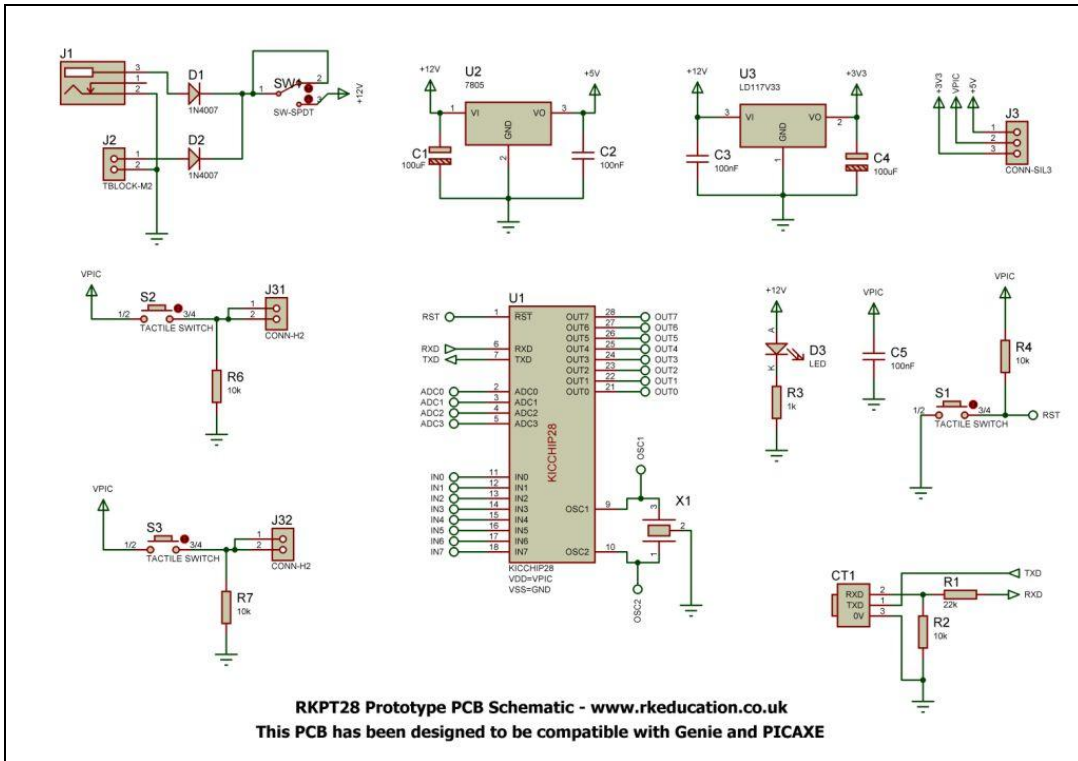 J1
3
1
2
D1
1N4007
SW1
1
2
3
SW-SPDT
+12V
J2
1
2
TBLOCK-M2
D2
1N4007
+12V
U2
7805
+5V
1
VI
VO
3
GND
2
C1
100uF
C2
100nF
+12V
U3
LD117V33
+3V3
3
VI
VO
2
GND
1
C3
100nF
C4
100uF
+3V3
VPIC
+5V
J3
1
2
3
CONN-SIL3
VPIC
S2
1/2
3/4
TACTILE SWITCH
J31
1
2
CONN-H2
R6
10k
VPIC
S3
1/2
3/4
TACTILE SWITCH
J32
1
2
CONN-H2
R7
10k
U1
RST 1 RST
RXD 6 RXD
TXD 7 TXD
ADC0 2 ADC0
ADC1 3 ADC1
ADC2 4 ADC2
ADC3 5 ADC3
IN0 11 IN0
IN1 12 IN1
IN2 13 IN2
IN3 14 IN3
IN4 15 IN4
IN5 16 IN5
IN6 17 IN6
IN7 18 IN7
OUT7 28 OUT7
OUT6 27 OUT6
OUT5 26 OUT5
OUT4 25 OUT4
OUT3 24 OUT3
OUT2 23 OUT2
OUT1 22 OUT1
OUT0 21 OUT0
KICCHIP28
OSC1 9
OSC2 10
KICCHIP28
VDD=VPIC
VSS=GND
OSC1
OSC2
X1
3
2
1
+12V
A
D3
LED
K
R3
1k
VPIC
C5
100nF
VPIC
R4
10k
S1
1/2
3/4
TACTILE SWITCH
RST
CT1
RXD 2
TXD 1
0V 3
R1
22k
R2
10k
TXD
RXD
RKPT28 Prototype PCB Schematic - www.rkeducation.co.uk
This PCB has been designed to be compatible with Genie and PICAXE